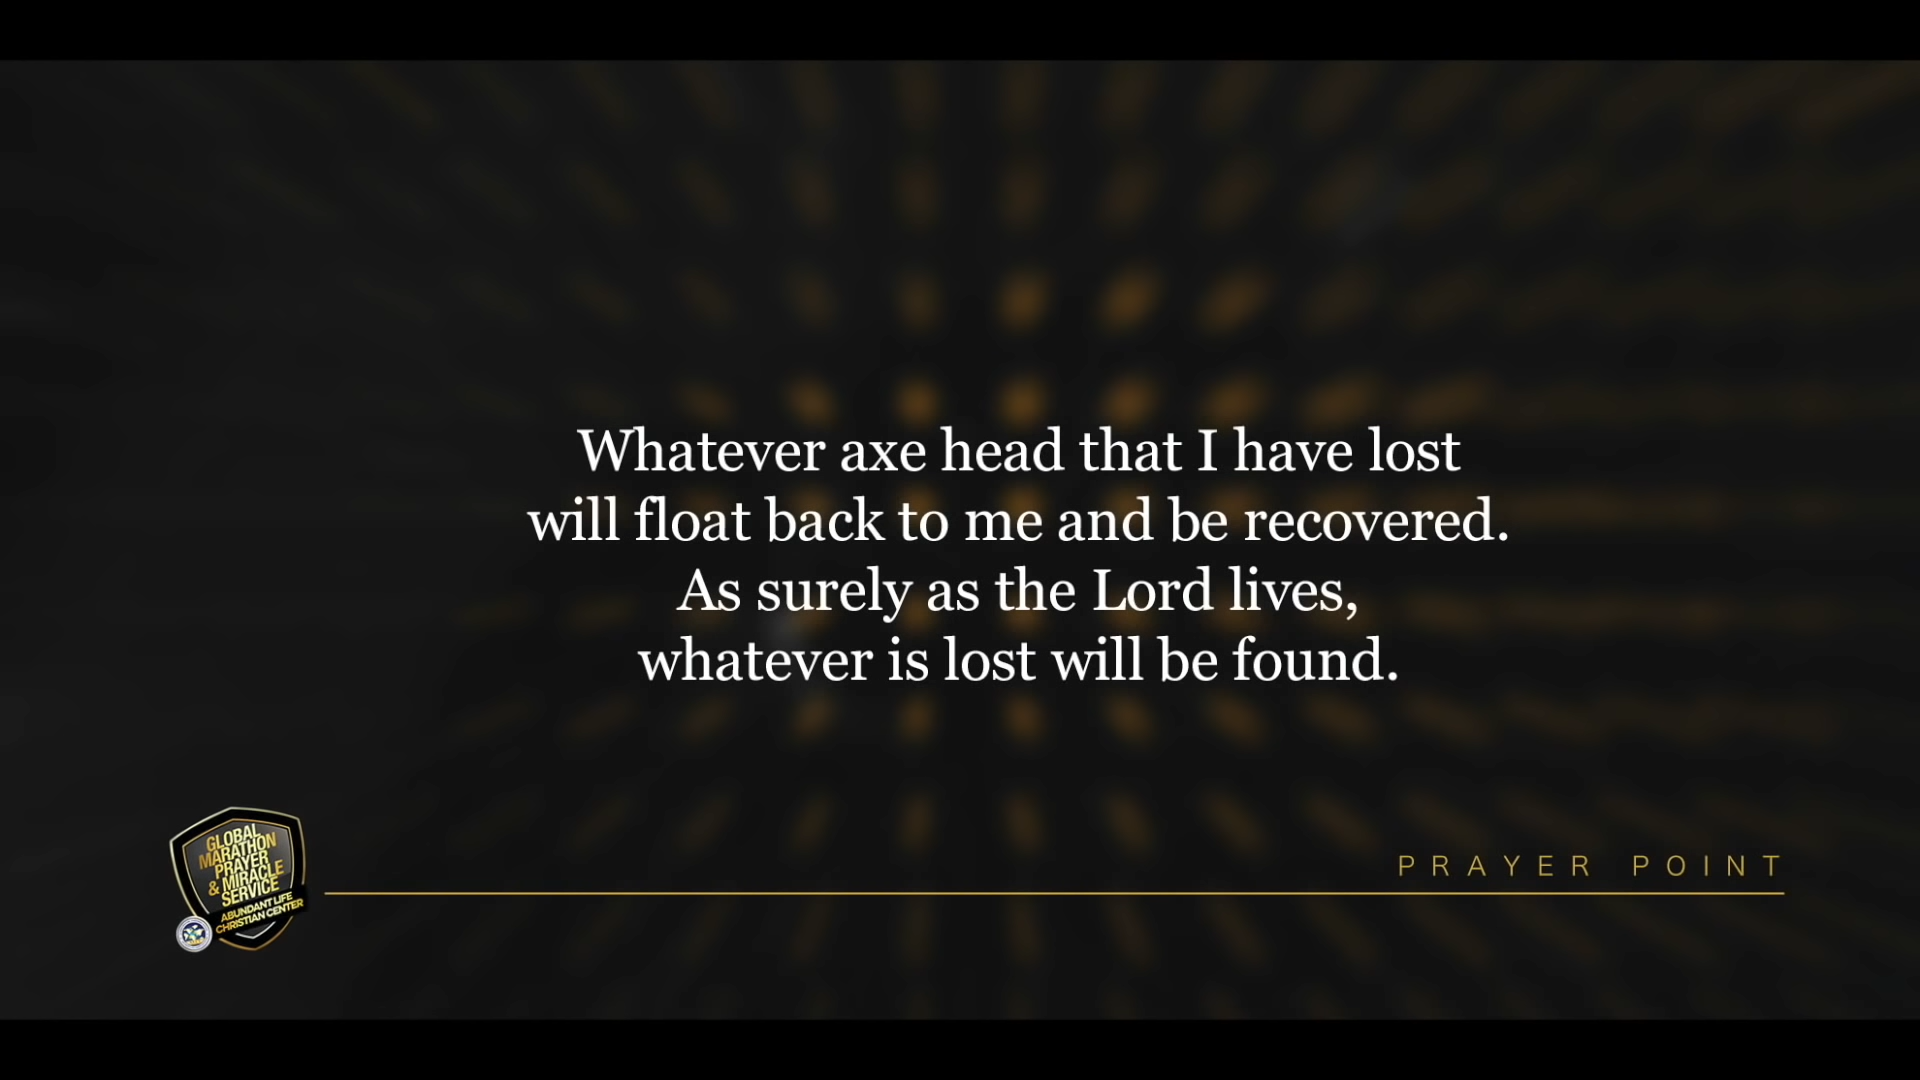 Whatever axe head that I have lost
will float back to me and be recovered.
As surely as the Lord lives,
whatever is lost will be found.
GLOBAL
MARATHON
PRAYER
& MIRACLE
SERVICE
ABUNDANT LIFE
CHRISTIAN CENTER
PRAYER POINT